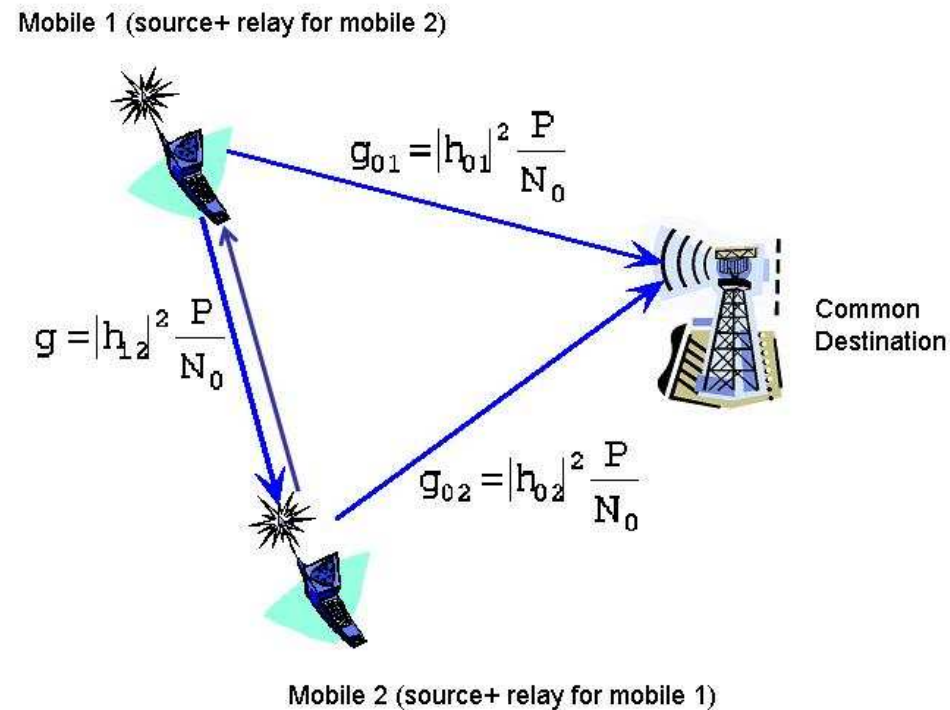 Mobile 1 (source+ relay for mobile 2)
g₀₁ = |h₀₁|² P/N₀
Common
Destination
g = |h₁₂|² P/N₀
g₀₂ = |h₀₂|² P/N₀
Mobile 2 (source+ relay for mobile 1)